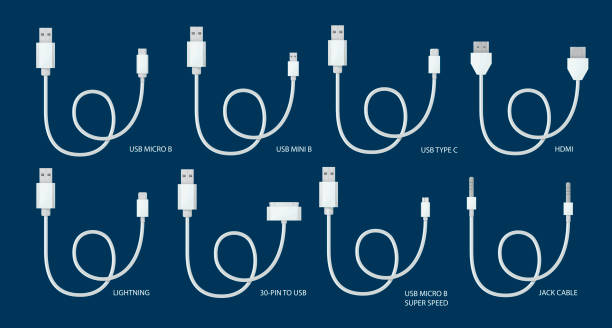 USB MICRO B
USB MINI B
USB TYPE C
HDMI
LIGHTNING
30-PIN TO USB
USB MICRO B
SUPER SPEED
JACK CABLE